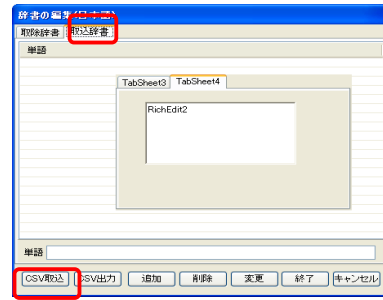 辞書の編集(日本語)
取除辞書 取込辞書
単語
TabSheet3 TabSheet4
RichEdit2
単語
CSV取込 CSV出力 追加 削除 変更 終了 キャンセル